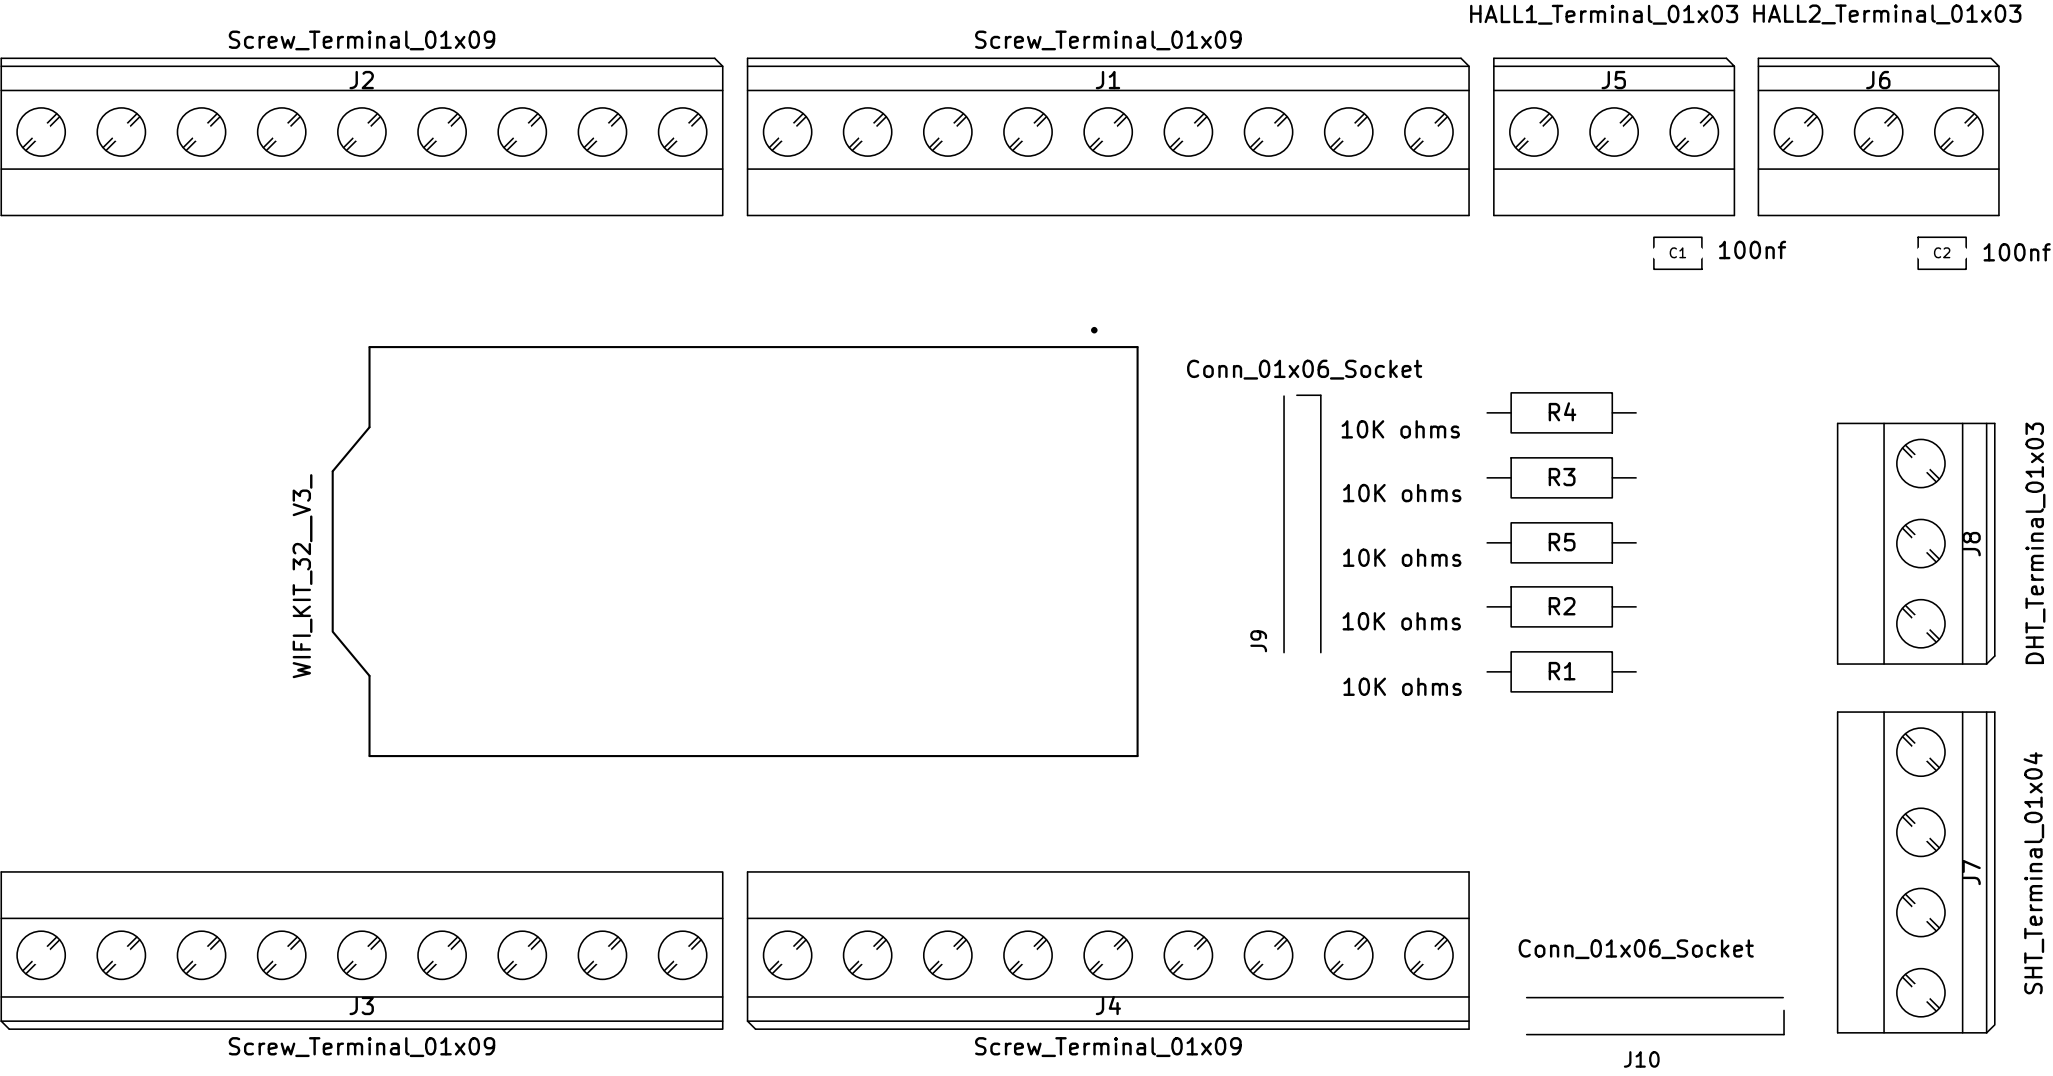 HALL1_Terminal_01x03 HALL2_Terminal_01x03
Screw_Terminal_01x09 Screw_Terminal_01x09
J2 J1 J5 J6
C1 100nf C2 100nf
Conn_01x06_Socket
10K ohms R4
10K ohms R3
10K ohms R5
10K ohms R2
10K ohms R1
J9
WIFI_KIT_32__V3_
J8
DHT_Terminal_01x03
J7
SHT_Terminal_01x04
Conn_01x06_Socket
J10
J3 J4
Screw_Terminal_01x09 Screw_Terminal_01x09